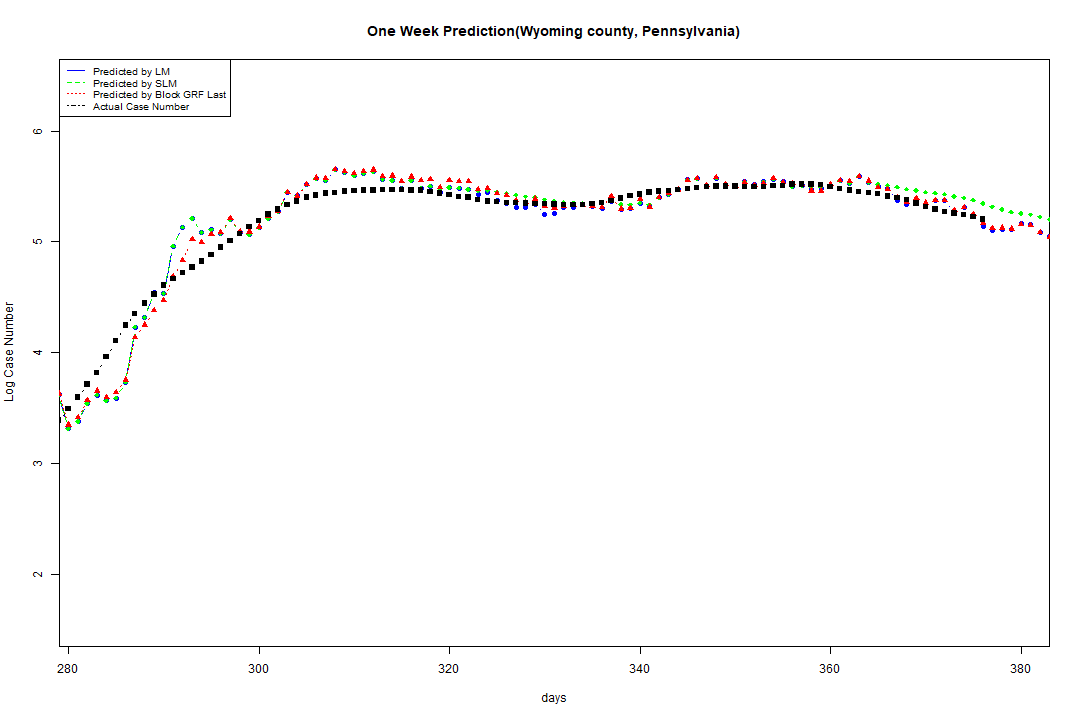 One Week Prediction(Wyoming county, Pennsylvania)
Predicted by LM
Predicted by SLM
Predicted by Block GRF Last
Actual Case Number
6
5
4
3
2
Log Case Number
280 300 320 340 360 380
days